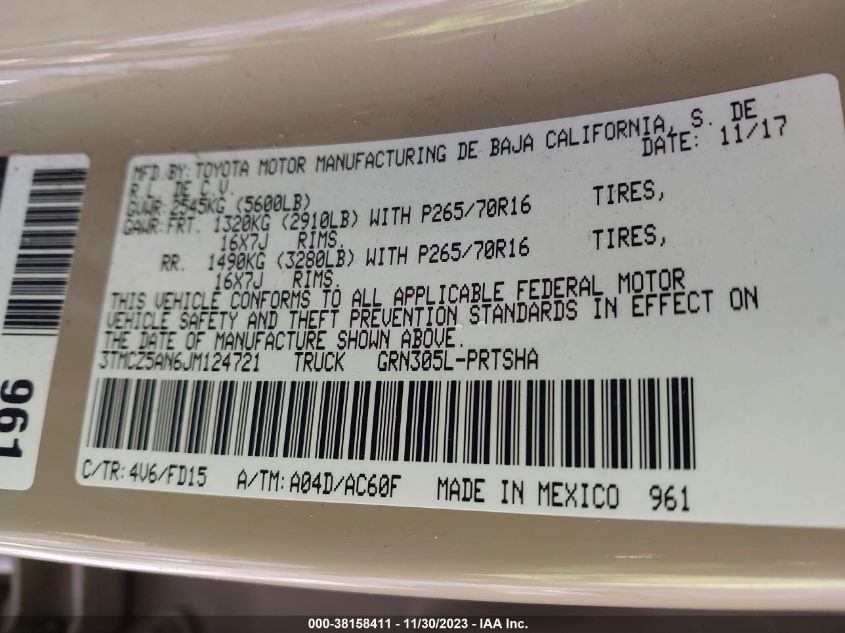 MFD.BY: TOYOTA MOTOR MANUFACTURING DE BAJA CALIFORNIA, S. DE
R.L. DE C.V. DATE: 11/17
GVWR: 2545KG (5600LB)
GAWR: FRT. 1320KG (2910LB) WITH P265/70R16 TIRES,
16X7J RIMS.
RR. 1490KG (3280LB) WITH P265/70R16 TIRES,
16X7J RIMS.
THIS VEHICLE CONFORMS TO ALL APPLICABLE FEDERAL MOTOR
VEHICLE SAFETY AND THEFT PREVENTION STANDARDS IN EFFECT ON
THE DATE OF MANUFACTURE SHOWN ABOVE.
3TMCZ5AN6JM124721 TRUCK GRN305L-PRTSHA
C/TR: 4V6/FD15 A/TM: A04D/AC60F MADE IN MEXICO 961
961
000-38158411 - 11/30/2023 - IAA Inc.